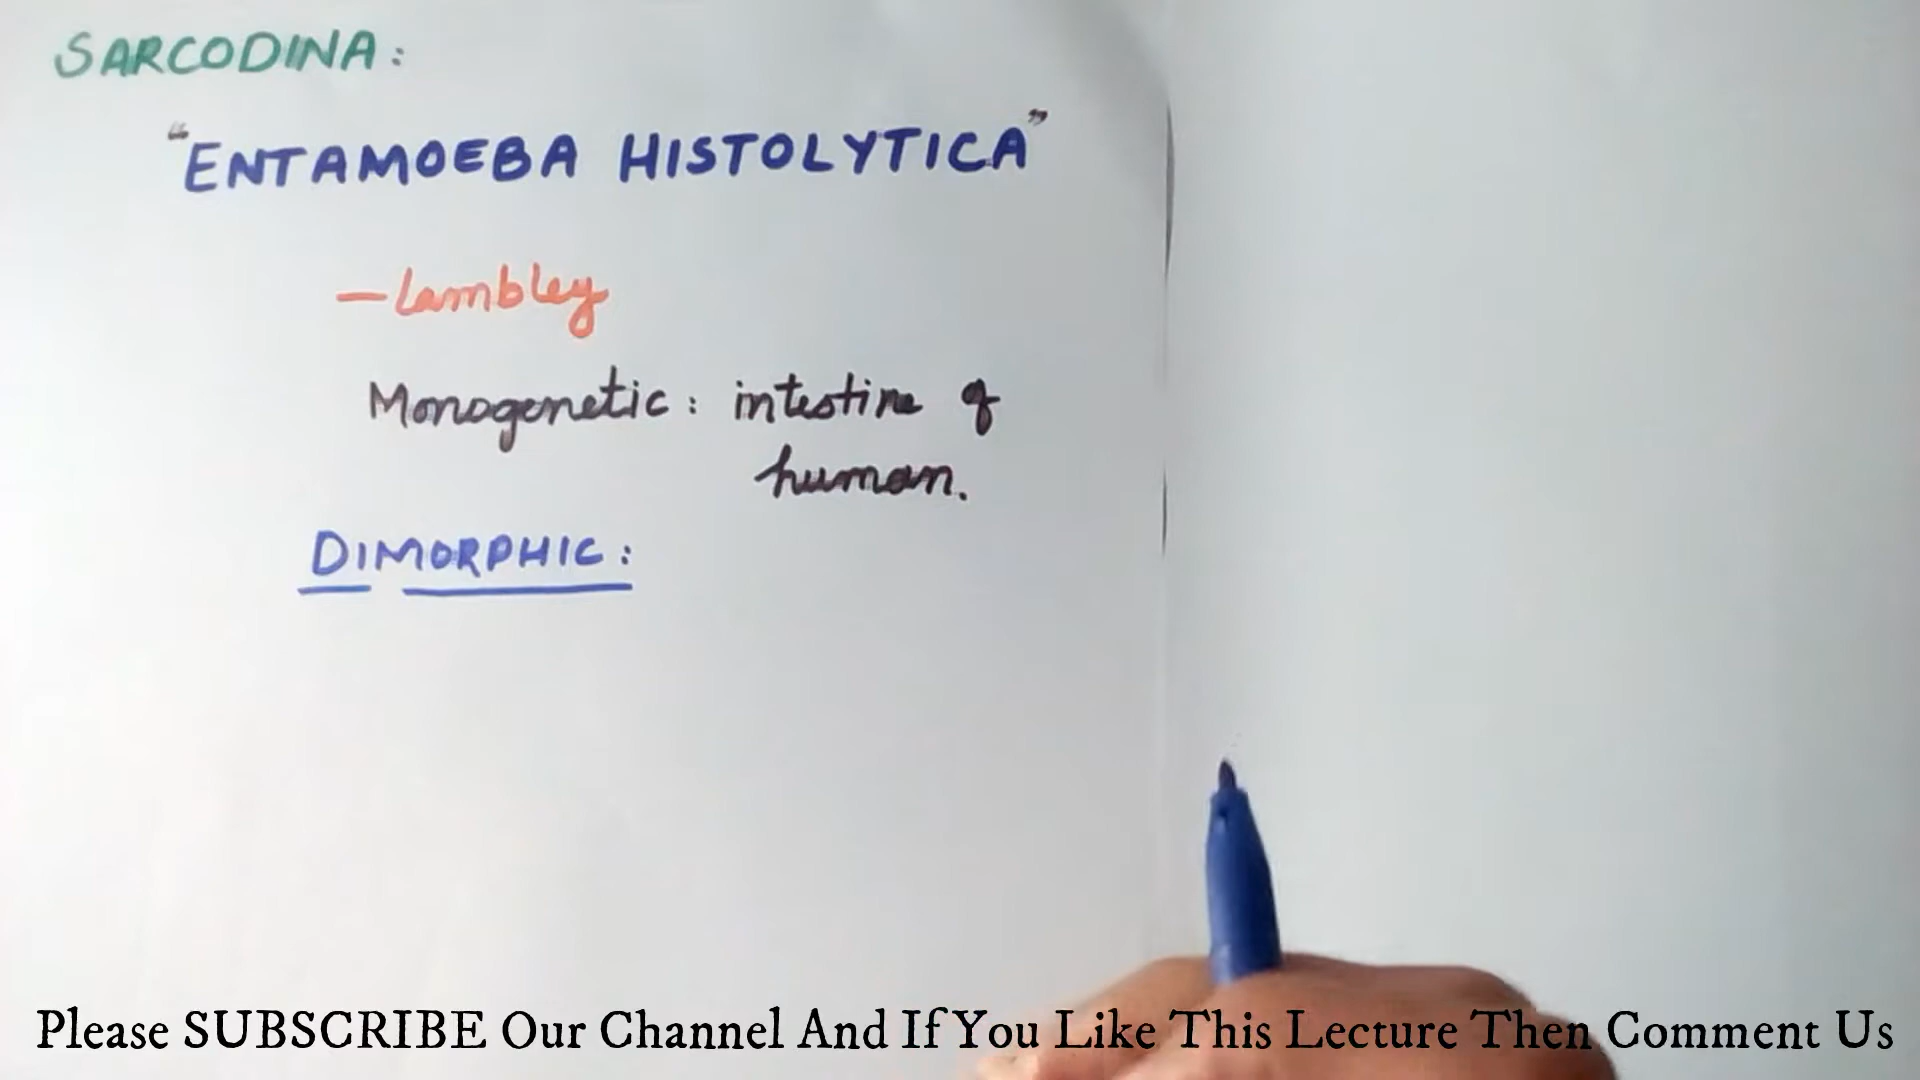 SARCODINA:
"ENTAMOEBA HISTOLYTICA"
— Lambley
Monogenetic: intestine of
human.
DIMORPHIC:
Please SUBSCRIBE Our Channel And If You Like This Lecture Then Comment Us